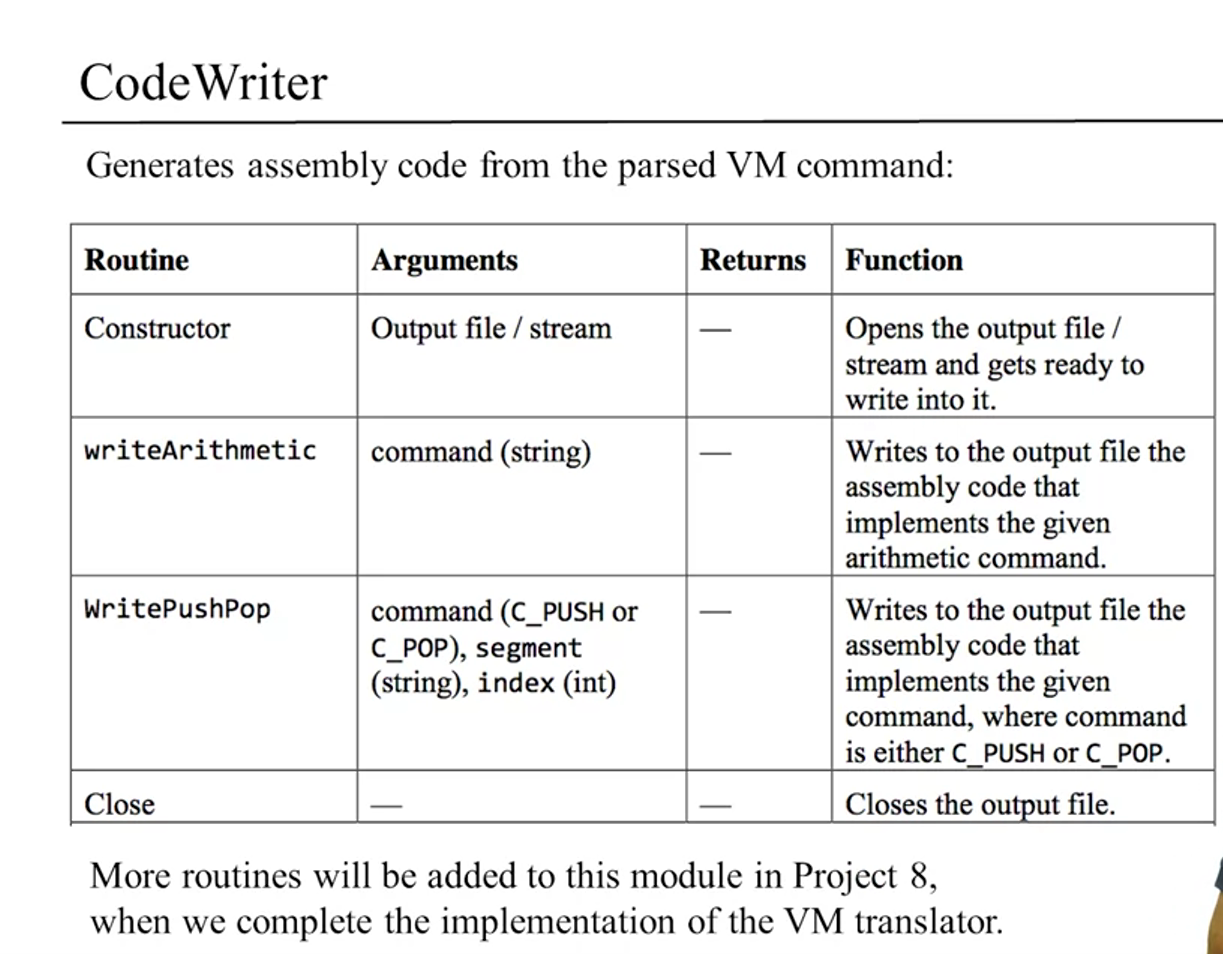 CodeWriter
Generates assembly code from the parsed VM command:
Routine Arguments Returns Function
Constructor Output file / stream — Opens the output file /
stream and gets ready to
write into it.
writeArithmetic command (string) — Writes to the output file the
assembly code that
implements the given
arithmetic command.
WritePushPop command (C_PUSH or — Writes to the output file the
C_POP), segment assembly code that
(string), index (int) implements the given
command, where command
is either C_PUSH or C_POP.
Close — — Closes the output file.
More routines will be added to this module in Project 8,
when we complete the implementation of the VM translator.